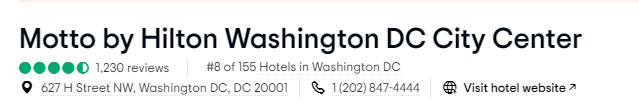 Motto by Hilton Washington DC City Center
1,230 reviews #8 of 155 Hotels in Washington DC
627 H Street NW, Washington DC, DC 20001 1 (202) 847-4444 Visit hotel website ↗